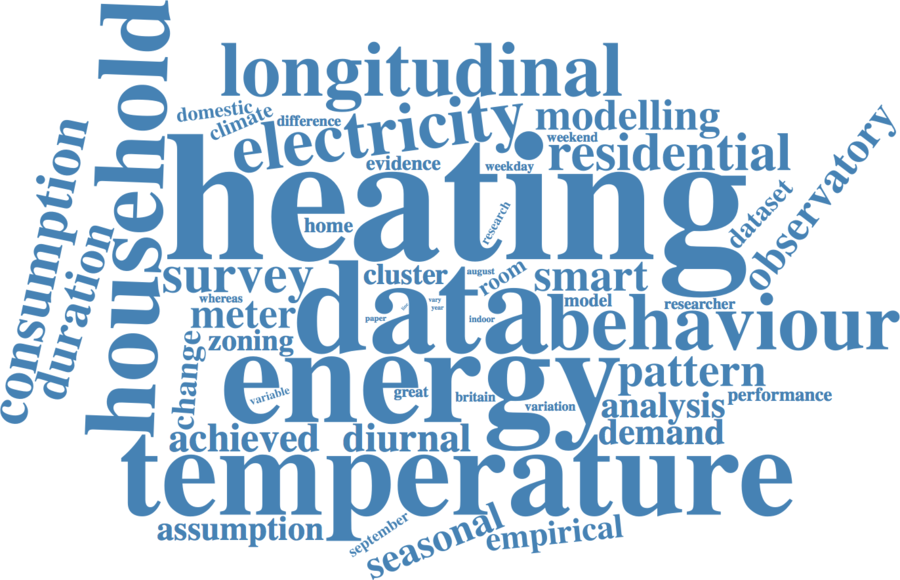 household
longitudinal
domestic
climate
difference
electricity
modelling
weekend
residential
evidence
weekday
consumption
duration
heating
observatory
dataset
home
research
survey
cluster
august
room
smart
whereas
meter
data
vary
year
model
researcher
behaviour
paper
indoor
zoning
change
energy
pattern
variable
great
britain
variation
analysis
performance
achieved
diurnal
demand
temperature
assumption
september
seasonal
empirical